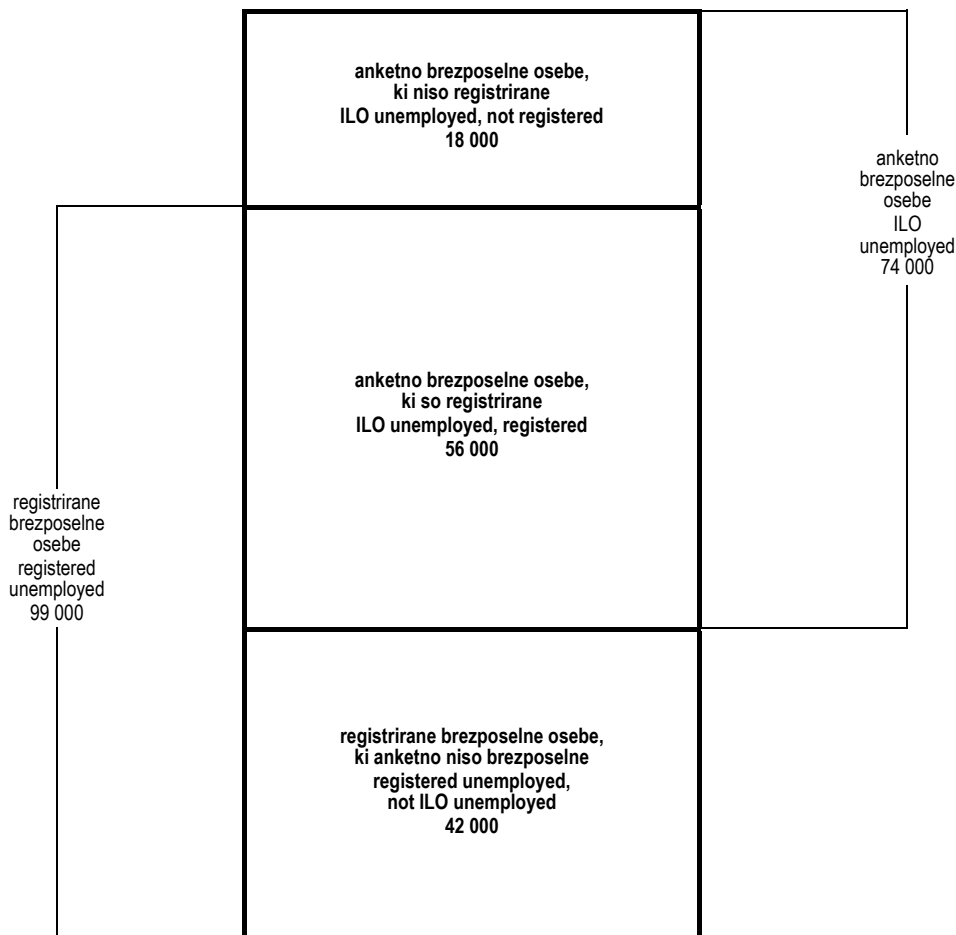 anketno brezposelne osebe,
ki niso registrirane
ILO unemployed, not registered
18 000
anketno
brezposelne
osebe
ILO
unemployed
74 000
anketno brezposelne osebe,
ki so registrirane
ILO unemployed, registered
56 000
registrirane
brezposelne
osebe
registered
unemployed
99 000
registrirane brezposelne osebe,
ki anketno niso brezposelne
registered unemployed,
not ILO unemployed
42 000